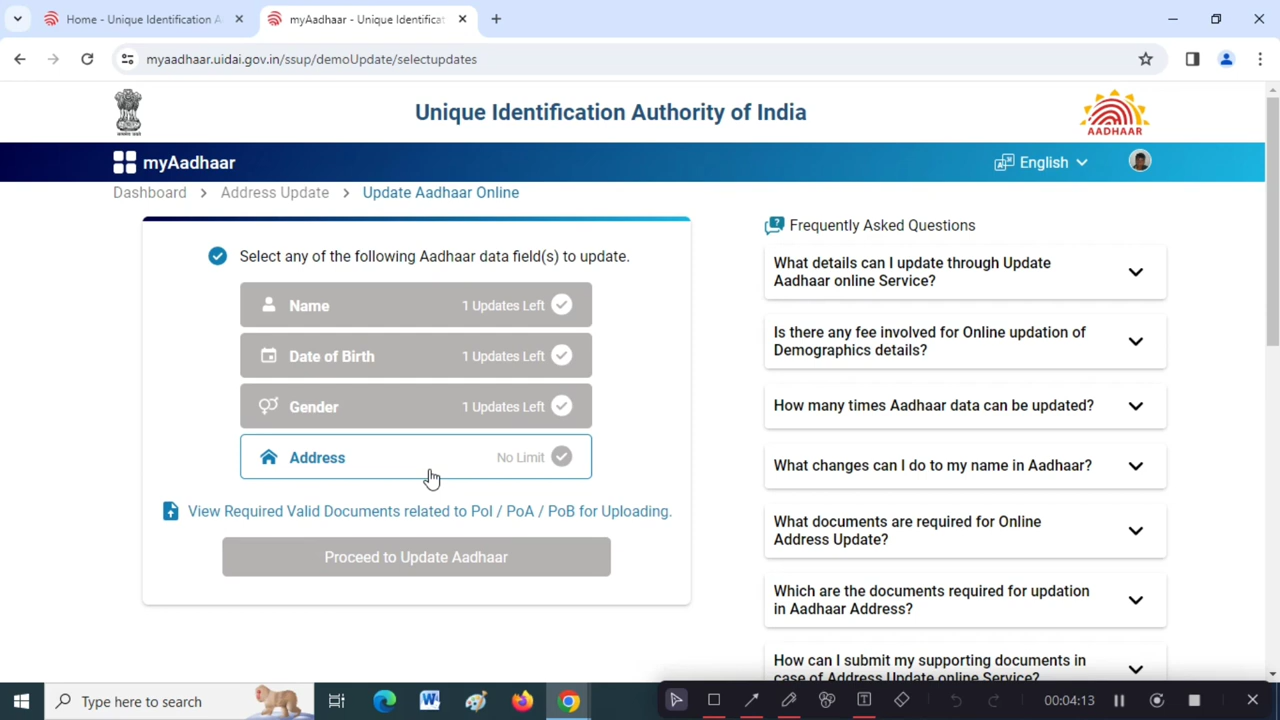 Home - Unique Identification A
myAadhaar - Unique Identificat
myaadhaar.uidai.gov.in/ssup/demoUpdate/selectupdates
Unique Identification Authority of India
AADHAAR
myAadhaar
English
Dashboard > Address Update > Update Aadhaar Online
Select any of the following Aadhaar data field(s) to update.
Name 1 Updates Left
Date of Birth 1 Updates Left
Gender 1 Updates Left
Address No Limit
View Required Valid Documents related to PoI / PoA / PoB for Uploading.
Proceed to Update Aadhaar
Frequently Asked Questions
What details can I update through Update
Aadhaar online Service?
Is there any fee involved for Online updation of
Demographics details?
How many times Aadhaar data can be updated?
What changes can I do to my name in Aadhaar?
What documents are required for Online
Address Update?
Which are the documents required for updation
in Aadhaar Address?
How can I submit my supporting documents in
case of Address Update online Service?
Type here to search
00:04:13